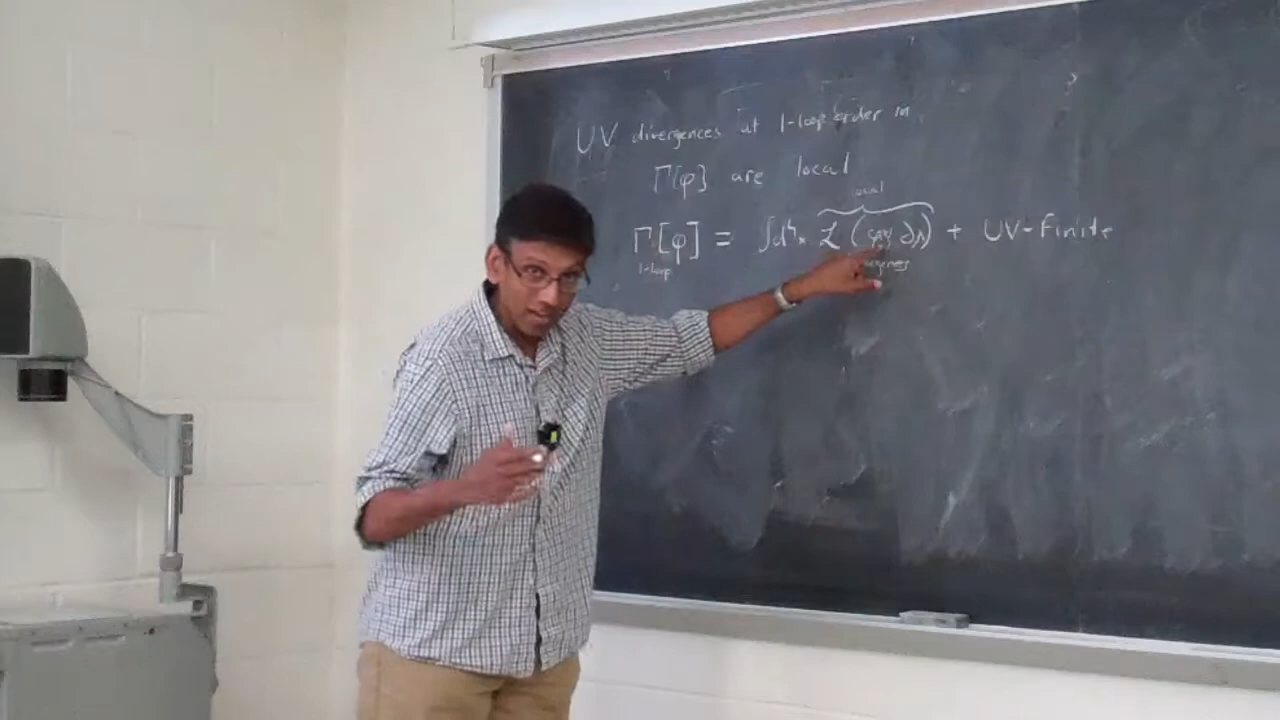 UV divergences at 1-loop order in
Γ[φ] are local
local
Γ[φ] = ∫d⁴x ℒ ( ∂φ) + UV-finite
1-loop